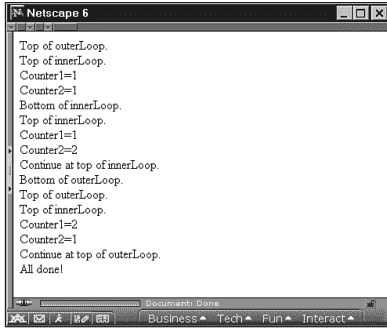 Netscape 6
Top of outerLoop.
Top of innerLoop.
Counter1=1
Counter2=1
Bottom of innerLoop.
Top of innerLoop.
Counter1=1
Counter2=2
Continue at top of innerLoop.
Bottom of outerLoop.
Top of outerLoop.
Top of innerLoop.
Counter1=2
Counter2=1
Continue at top of outerLoop.
All done!
Document: Done
Business Tech Fun Interact